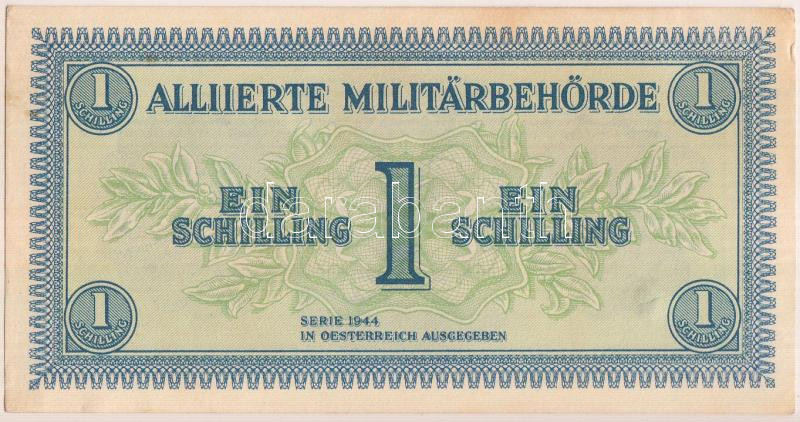 1 SCHILLING
ALLIIERTE MILITÄRBEHÖRDE
1 SCHILLING
EIN
SCHILLING
1
EIN
SCHILLING
darabanth
SERIE 1944
IN OESTERREICH AUSGEGEBEN
1 SCHILLING
1 SCHILLING